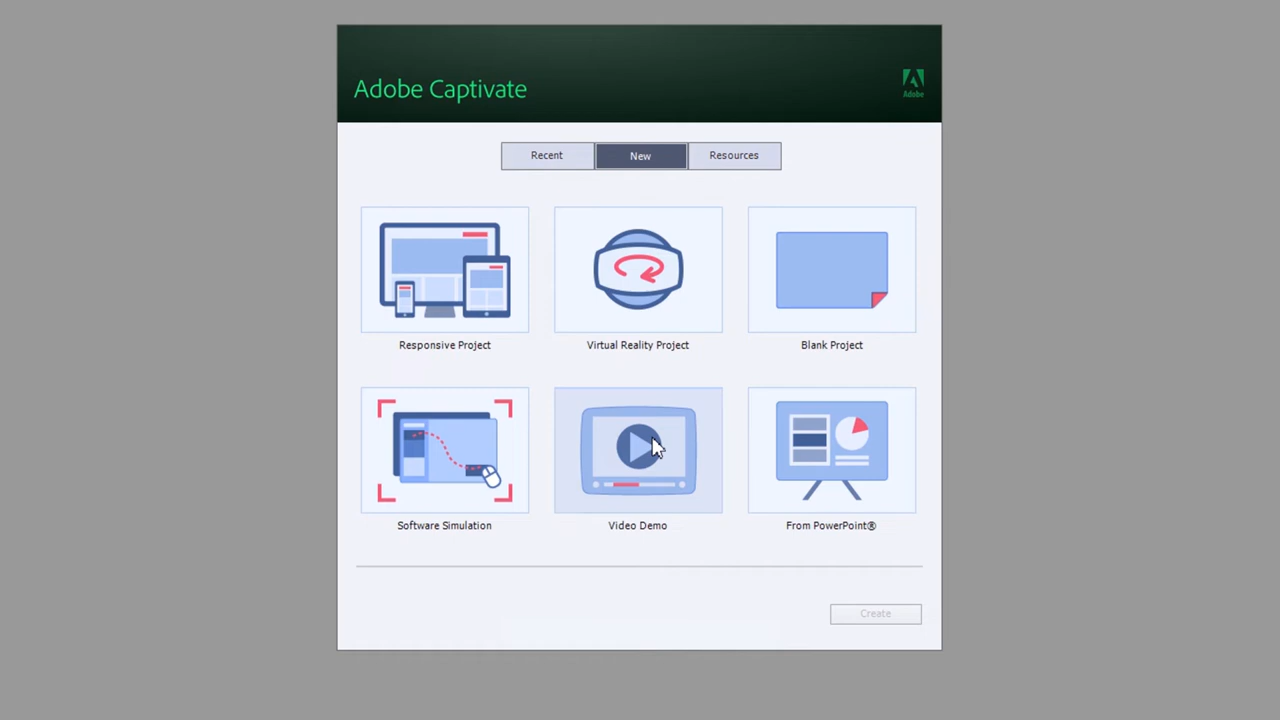 Adobe Captivate
Adobe
Recent
New
Resources
Responsive Project
Virtual Reality Project
Blank Project
Software Simulation
Video Demo
From PowerPoint®
Create